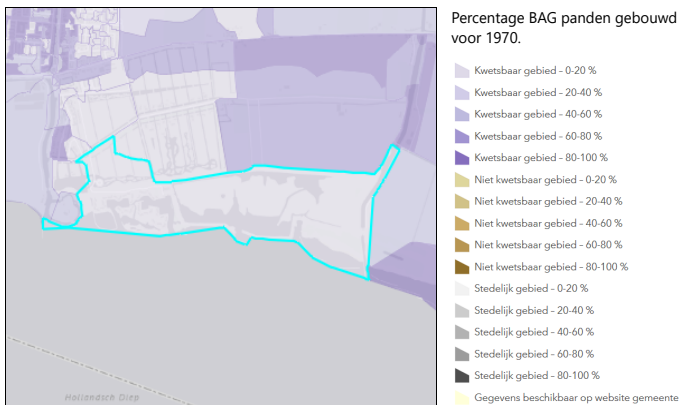 Percentage BAG panden gebouwd
voor 1970.
Kwetsbaar gebied – 0-20 %
Kwetsbaar gebied – 20-40 %
Kwetsbaar gebied – 40-60 %
Kwetsbaar gebied – 60-80 %
Kwetsbaar gebied – 80-100 %
Niet kwetsbaar gebied – 0-20 %
Niet kwetsbaar gebied – 20-40 %
Niet kwetsbaar gebied – 40-60 %
Niet kwetsbaar gebied – 60-80 %
Niet kwetsbaar gebied – 80-100 %
Stedelijk gebied – 0-20 %
Stedelijk gebied – 20-40 %
Stedelijk gebied – 40-60 %
Stedelijk gebied – 60-80 %
Stedelijk gebied – 80-100 %
Gegevens beschikbaar op website gemeente
Hollandsch Diep